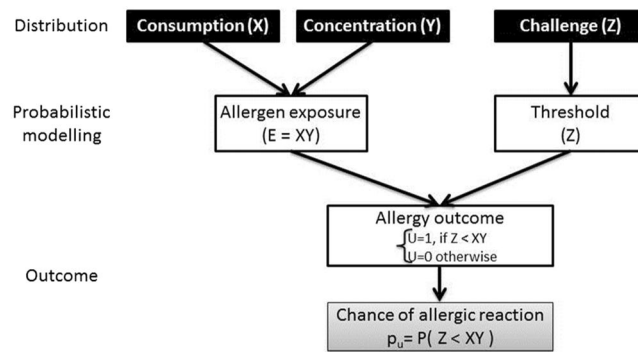 Distribution
Consumption (X)
Concentration (Y)
Challenge (Z)
Probabilistic
modelling
Allergen exposure
(E = XY)
Threshold
(Z)
Allergy outcome
U=1, if Z < XY
U=0 otherwise
Outcome
Chance of allergic reaction
pu= P( Z < XY )